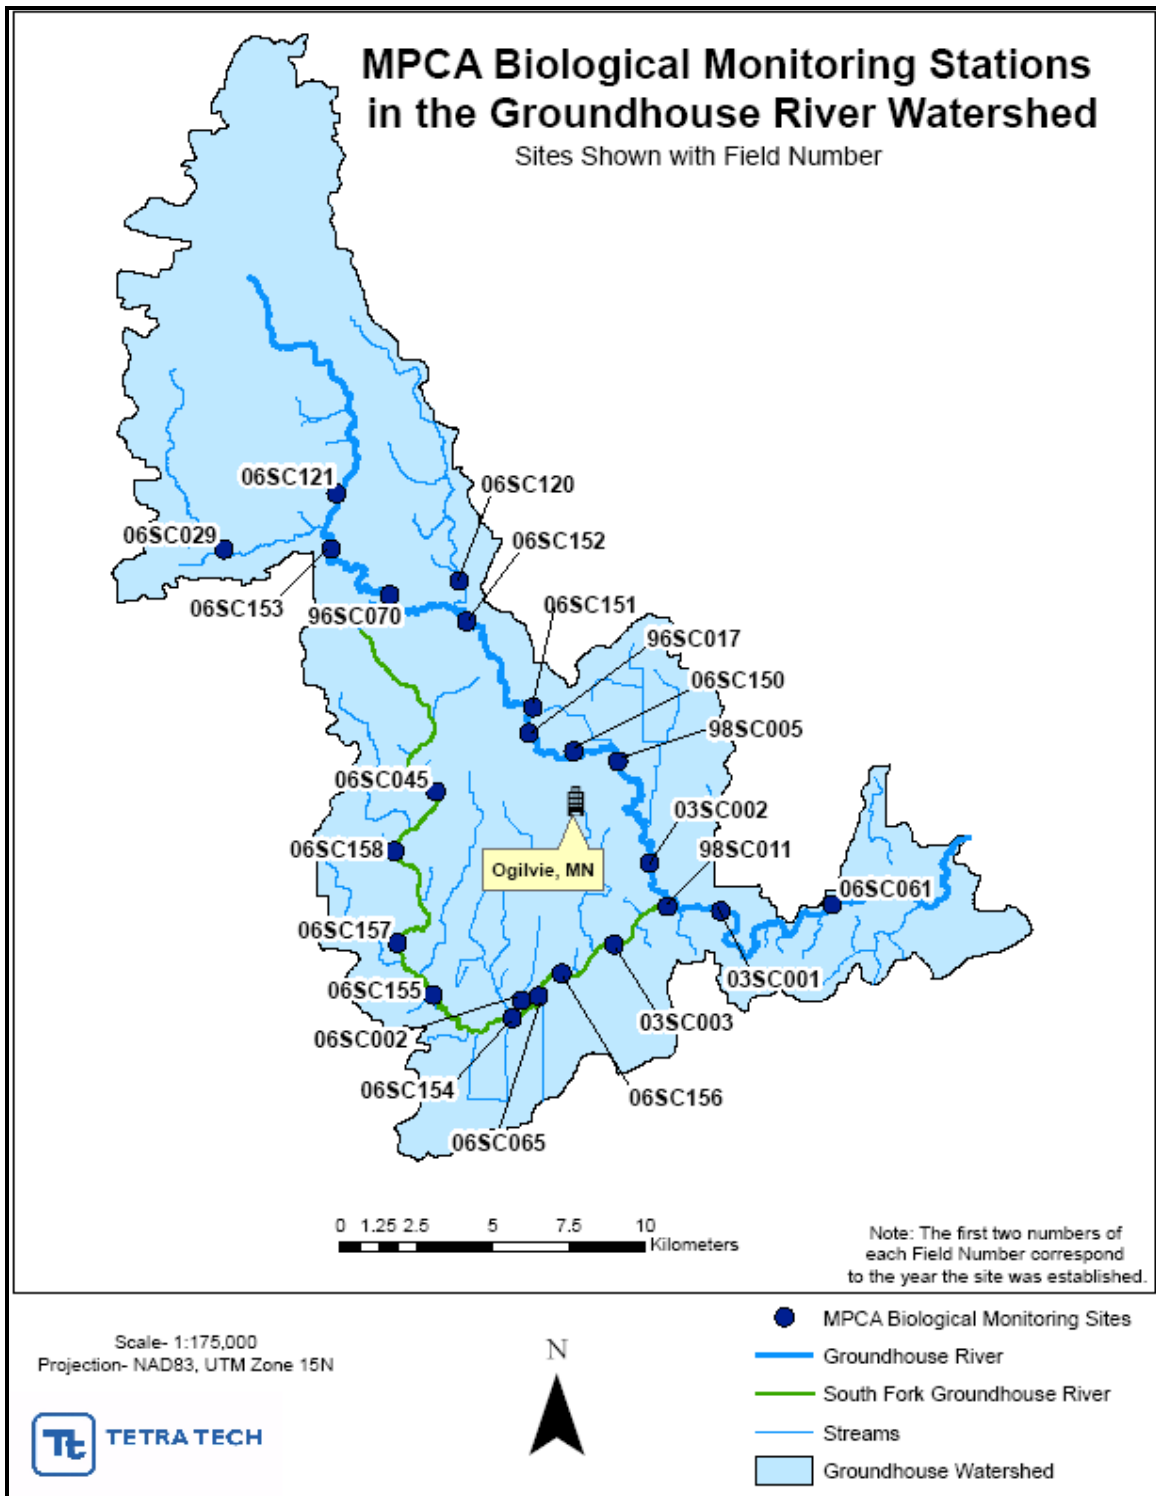 MPCA Biological Monitoring Stations
in the Groundhouse River Watershed
Sites Shown with Field Number
06SC121
06SC120
06SC029
06SC152
06SC153
96SC070
06SC151
96SC017
06SC150
98SC005
06SC045
03SC002
06SC158
98SC011
Ogilvie, MN
06SC061
06SC157
03SC001
06SC155
03SC003
06SC002
06SC154
06SC156
06SC065
0 1.25 2.5 5 7.5 10
Kilometers
Note: The first two numbers of
each Field Number correspond
to the year the site was established.
Scale- 1:175,000
Projection- NAD83, UTM Zone 15N
N
Tt TETRA TECH
MPCA Biological Monitoring Sites
Groundhouse River
South Fork Groundhouse River
Streams
Groundhouse Watershed